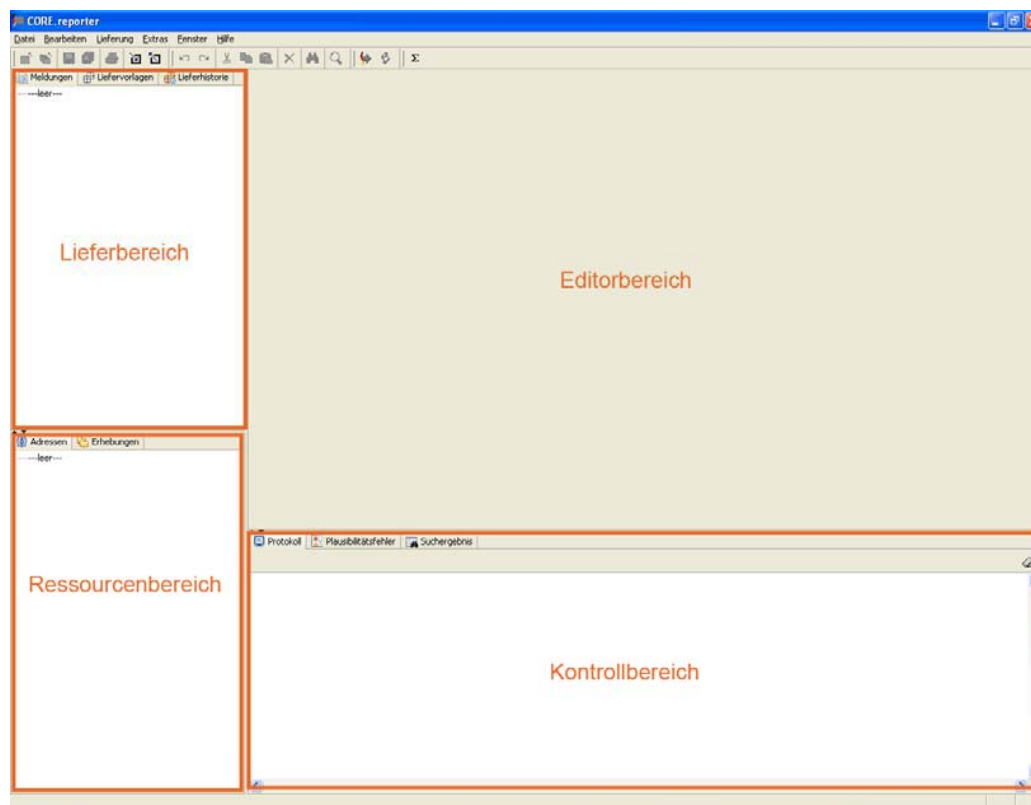 CORE.reporter
Datei Bearbeiten Lieferung Extras Fenster Hilfe
Σ
Meldungen Liefervorlagen Lieferhistorie
---leer---
Lieferbereich
Editorbereich
Adressen Erhebungen
---leer---
Ressourcenbereich
Protokoll Plausibilitätsfehler Suchergebnis
Kontrollbereich